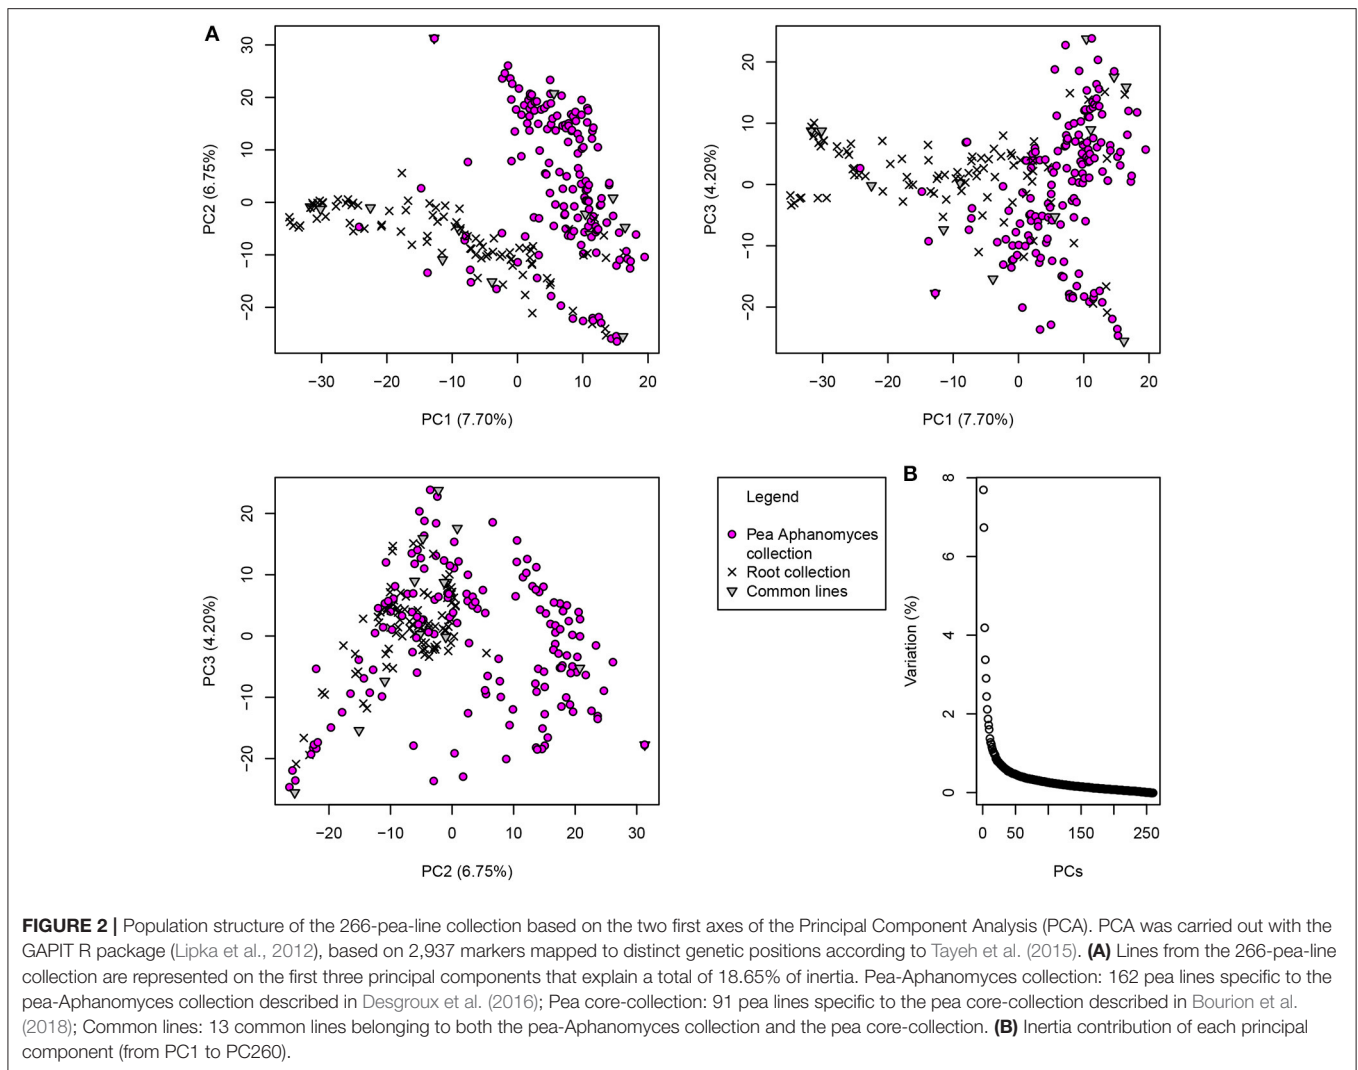 A
30
20
10
0
−10
−20
PC2 (6.75%)
−30 −20 −10 0 10 20
PC1 (7.70%)
20
10
0
−10
−20
PC3 (4.20%)
−30 −20 −10 0 10 20
PC1 (7.70%)
20
10
0
−10
−20
PC3 (4.20%)
−20 −10 0 10 20 30
PC2 (6.75%)
Legend
Pea Aphanomyces
collection
Root collection
Common lines
B
8
6
4
2
0
Variation (%)
0 50 150 250
PCs
FIGURE 2 | Population structure of the 266-pea-line collection based on the two first axes of the Principal Component Analysis (PCA). PCA was carried out with the
GAPIT R package (Lipka et al., 2012), based on 2,937 markers mapped to distinct genetic positions according to Tayeh et al. (2015). (A) Lines from the 266-pea-line
collection are represented on the first three principal components that explain a total of 18.65% of inertia. Pea-Aphanomyces collection: 162 pea lines specific to the
pea-Aphanomyces collection described in Desgroux et al. (2016); Pea core-collection: 91 pea lines specific to the pea core-collection described in Bourion et al.
(2018); Common lines: 13 common lines belonging to both the pea-Aphanomyces collection and the pea core-collection. (B) Inertia contribution of each principal
component (from PC1 to PC260).